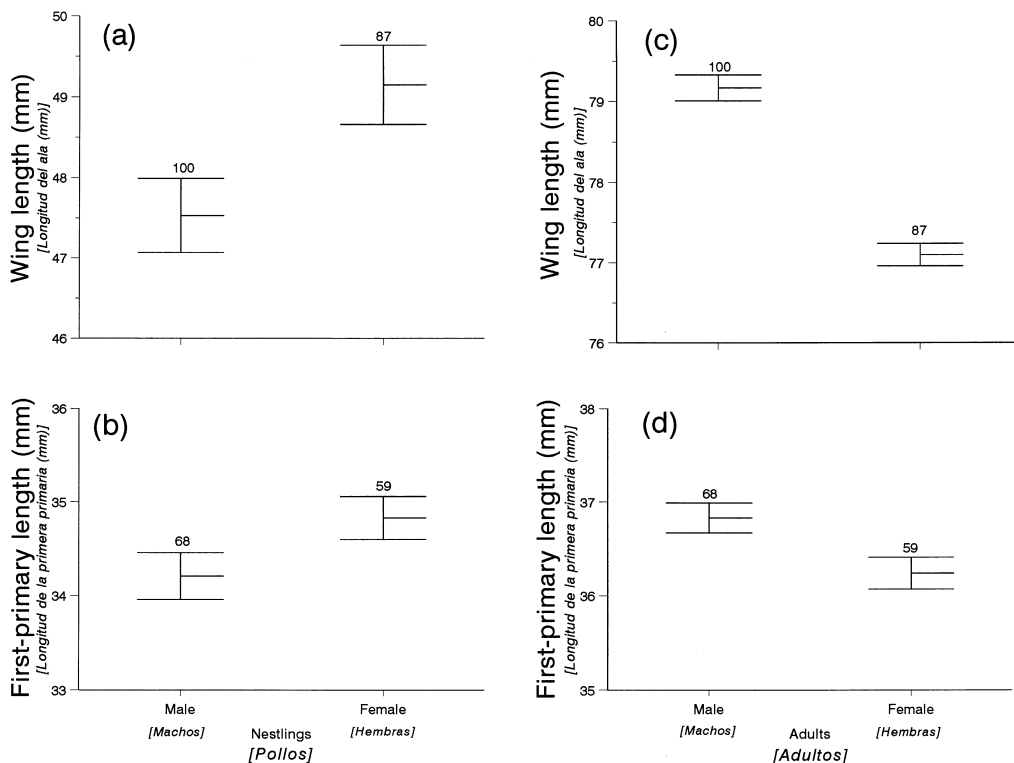 (a)
Wing length (mm)
[Longitud del ala (mm)]
50
49
48
47
46
100
87
(c)
Wing length (mm)
[Longitud del ala (mm)]
80
79
78
77
76
100
87
(b)
First-primary length (mm)
[Longitud de la primera primaria (mm)]
36
35
34
33
68
59
Male
[Machos]
Female
[Hembras]
Nestlings
[Pollos]
(d)
First-primary length (mm)
[Longitud de la primera primaria (mm)]
38
37
36
35
68
59
Male
[Machos]
Female
[Hembras]
Adults
[Adultos]